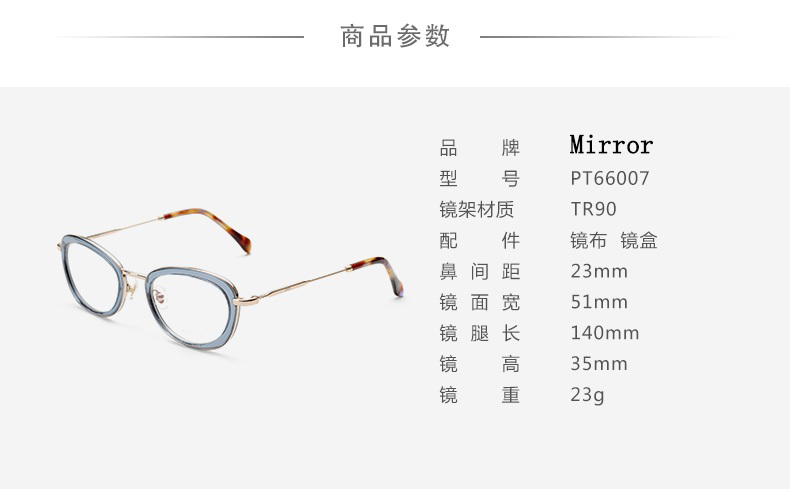 商品参数
品牌 Mirror
型号 PT66007
镜架材质 TR90
配件 镜布 镜盒
鼻间距 23mm
镜面宽 51mm
镜腿长 140mm
镜高 35mm
镜重 23g